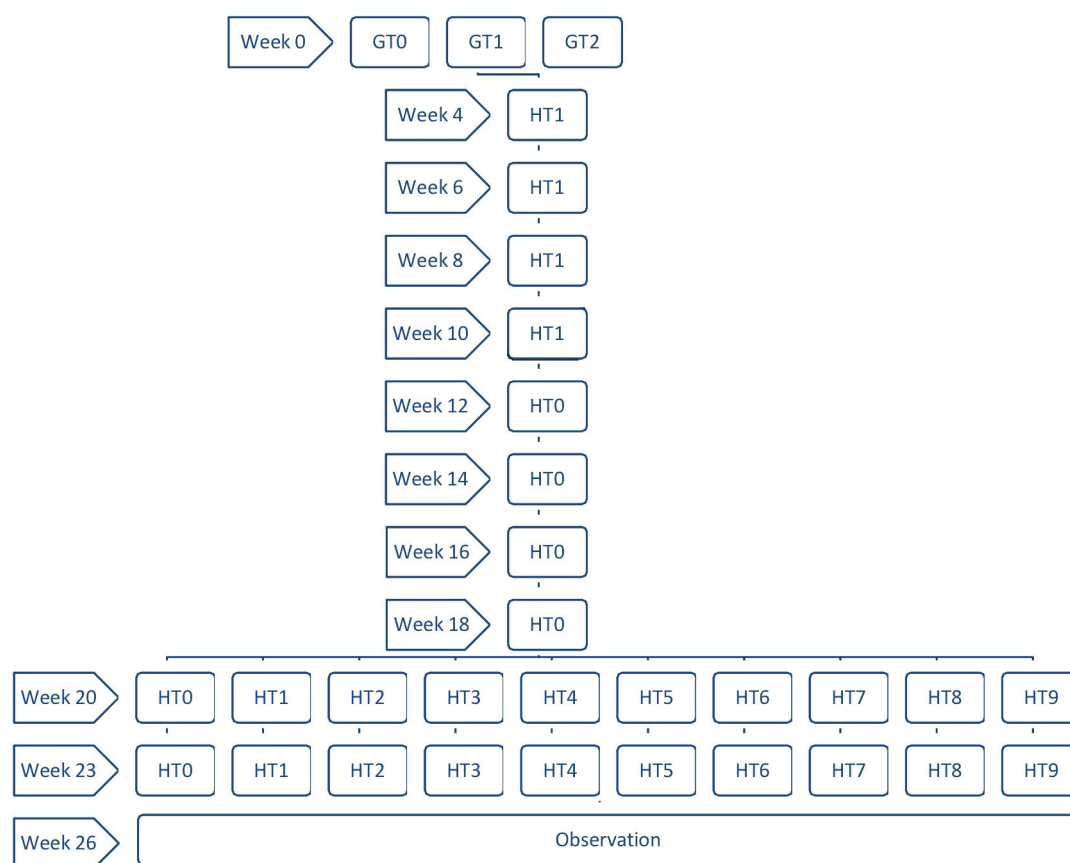 Week 0 GT0 GT1 GT2
Week 4 HT1
Week 6 HT1
Week 8 HT1
Week 10 HT1
Week 12 HT0
Week 14 HT0
Week 16 HT0
Week 18 HT0
Week 20 HT0 HT1 HT2 HT3 HT4 HT5 HT6 HT7 HT8 HT9
Week 23 HT0 HT1 HT2 HT3 HT4 HT5 HT6 HT7 HT8 HT9
Week 26 Observation